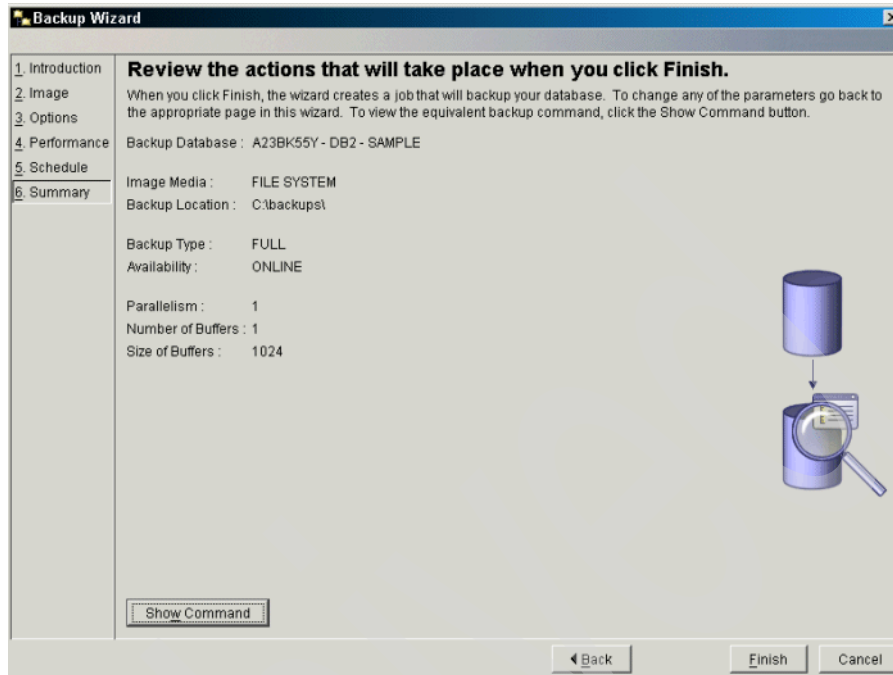 Backup Wizard
1. Introduction
2. Image
3. Options
4. Performance
5. Schedule
6. Summary
Review the actions that will take place when you click Finish.
When you click Finish, the wizard creates a job that will backup your database. To change any of the parameters go back to
the appropriate page in this wizard. To view the equivalent backup command, click the Show Command button.
Backup Database : A23BK55Y - DB2 - SAMPLE
Image Media : FILE SYSTEM
Backup Location : C:\backups\
Backup Type : FULL
Availability : ONLINE
Parallelism : 1
Number of Buffers : 1
Size of Buffers : 1024
Show Command
Back
Finish
Cancel